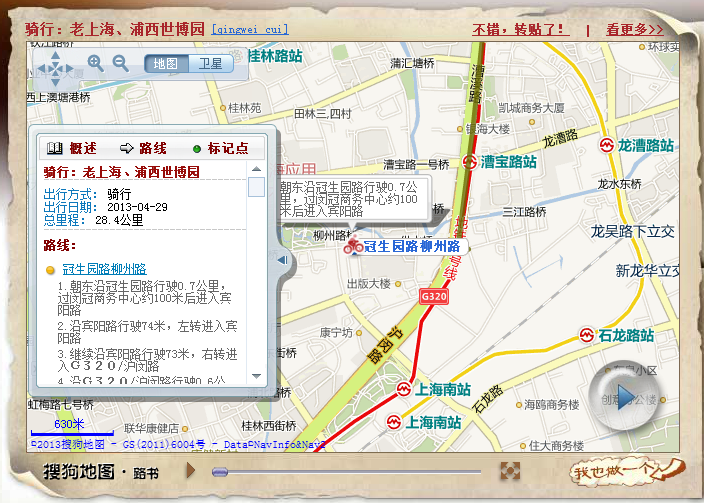 骑行：老上海、浦西世博园 [qingwei cui]
不错，转贴了！ | 看更多>>
地图 卫星
桂林路站
蒲汇塘桥
环球实
西上澳塘港桥
桂林苑
田林三,四村
凯城商务大厦
银海大楼
漕溪路
龙漕路
龙漕路站
漕宝路一号桥
漕宝路站
龙水东桥
三江路
龙吴路下立交
新龙华立交
概述 路线 标记点
骑行：老上海、浦西世博园
出行方式： 骑行
出行日期： 2013-04-29
总里程： 28.4公里
路线：
冠生园路柳州路
1. 朝东沿冠生园路行驶0.7公里，
过闵冠商务中心约100米后进入宾
阳路
2. 沿宾阳路行驶74米，左转进入宾
阳路
3. 继续沿宾阳路行驶73米，右转进
入G320/沪闵路
4. 沿G320/沪闵路行驶0.6公
朝东沿冠生园路行驶0.7公
里，过闵冠商务中心约100
米后进入宾阳路
柳州路桥
冠生园路柳州路
号线
出版大楼
G320
康宁坊
沪闵路
石龙路站
上海南站
石龙路
上海南站
海鸥商务楼
小区
虹梅路七号桥
联华康健店
桂林西街桥
住大商务楼
630米
©2013搜狗地图 - GS(2011)6004号 - Data©NavInfo&Nav2
搜狗地图·路书
我也做一个